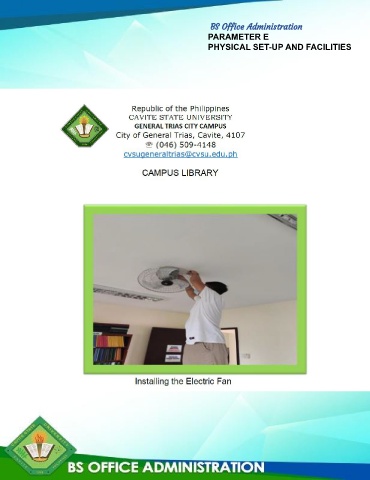 BS Office Administration
PARAMETER E
PHYSICAL SET-UP AND FACILITIES
Republic of the Philippines
CAVITE STATE UNIVERSITY
GENERAL TRIAS CITY CAMPUS
City of General Trias, Cavite, 4107
☏ (046) 509-4148
cvsugeneraltrias@cvsu.edu.ph
CAMPUS LIBRARY
Installing the Electric Fan
BS OFFICE ADMINISTRATION